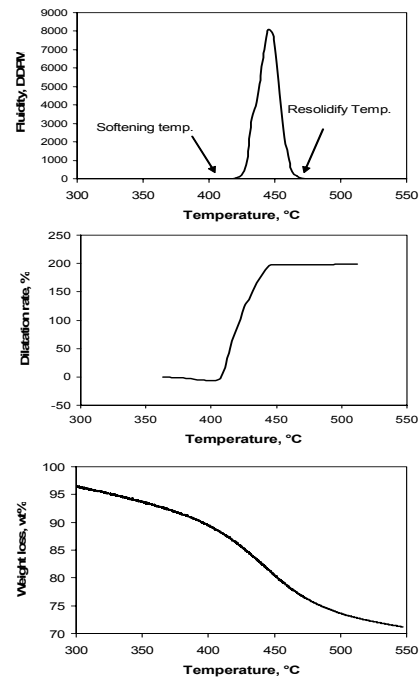 Fluidity, DDPM
9000
8000
7000
6000
5000
4000
3000
2000
1000
0
Softening temp.
Resolidify Temp.
300 350 400 450 500 550
Temperature, °C
Dilatation rate, %
250
200
150
100
50
0
-50
300 350 400 450 500 550
Temperature, °C
Weight loss, wt%
100
95
90
85
80
75
70
300 350 400 450 500 550
Temperature, °C